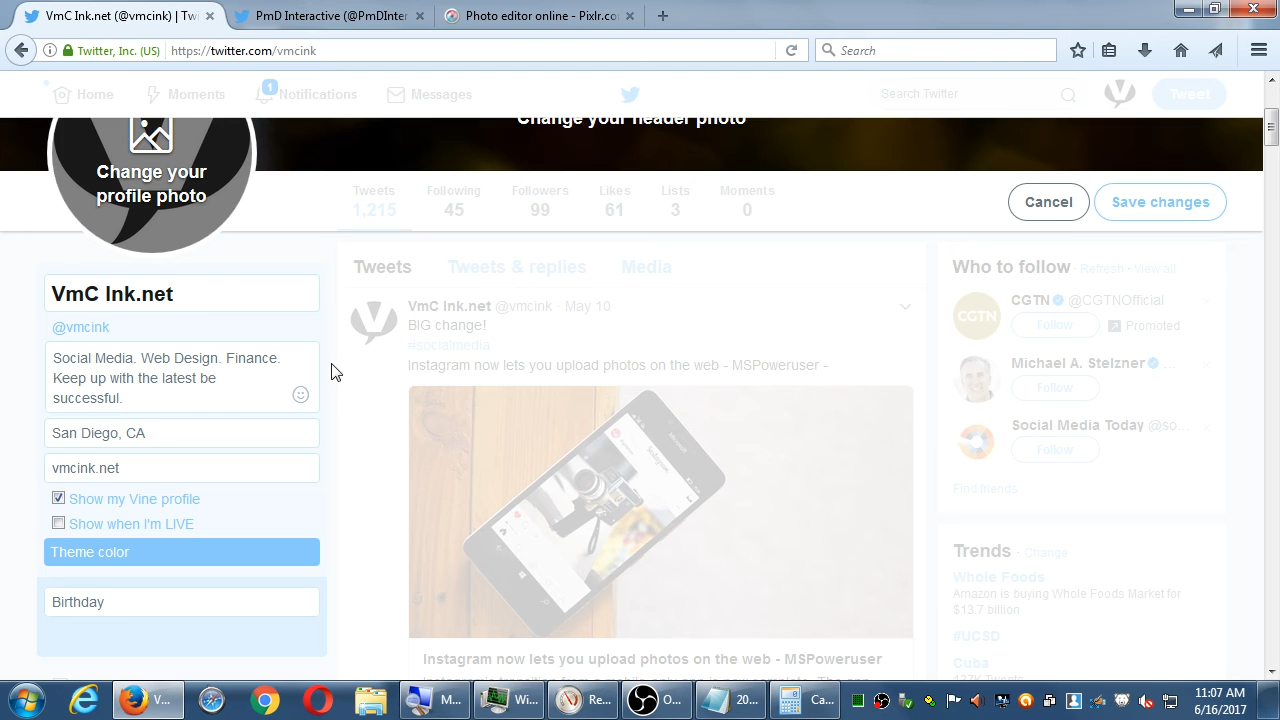 VmC Ink.net (@vmcink) | Twi
PmD Interactive (@PmDInter
Photo editor online - Pixlr.co
Twitter, Inc. (US)
https://twitter.com/vmcink
Search
Home
Moments
1
Notifications
Messages
Search Twitter
Tweet
Change your header photo
Change your
profile photo
Tweets
1,215
Following
45
Followers
99
Likes
61
Lists
3
Moments
0
Cancel
Save changes
VmC Ink.net
@vmcink
Social Media. Web Design. Finance.
Keep up with the latest be
successful.
San Diego, CA
vmcink.net
Show my Vine profile
Show when I'm LIVE
Theme color
Birthday
Tweets
Tweets & replies
Media
VmC Ink.net @vmcink · May 10
BIG change!
#socialmedia
Instagram now lets you upload photos on the web - MSPoweruser -
Instagram now lets you upload photos on the web - MSPoweruser
Who to follow · Refresh · View all
CGTN
CGTN @CGTNOfficial
Follow
Promoted
Michael A. Stelzner ...
Follow
Social Media Today @so...
Follow
Find friends
Trends · Change
Whole Foods
Amazon is buying Whole Foods Market for
$13.7 billion
#UCSD
Cuba
127K Tweets
V...
M...
Wi...
Re...
O...
20...
Ca...
11:07 AM
6/16/2017